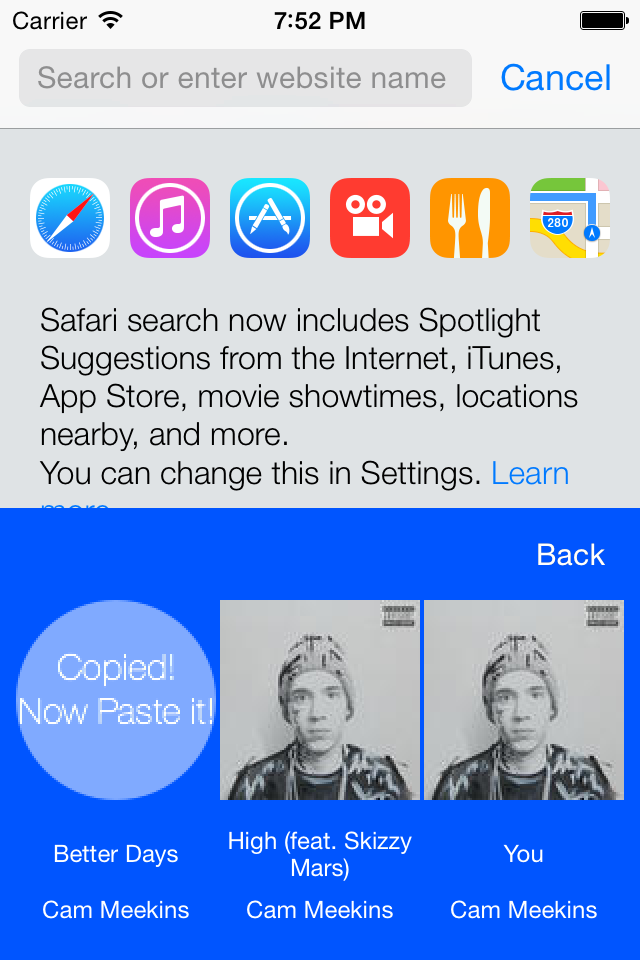 Carrier 7:52 PM
Search or enter website name Cancel
280
Safari search now includes Spotlight
Suggestions from the Internet, iTunes,
App Store, movie showtimes, locations
nearby, and more.
You can change this in Settings. Learn
more
Back
Copied!
Now Paste it!
Better Days
High (feat. Skizzy
Mars)
You
Cam Meekins Cam Meekins Cam Meekins